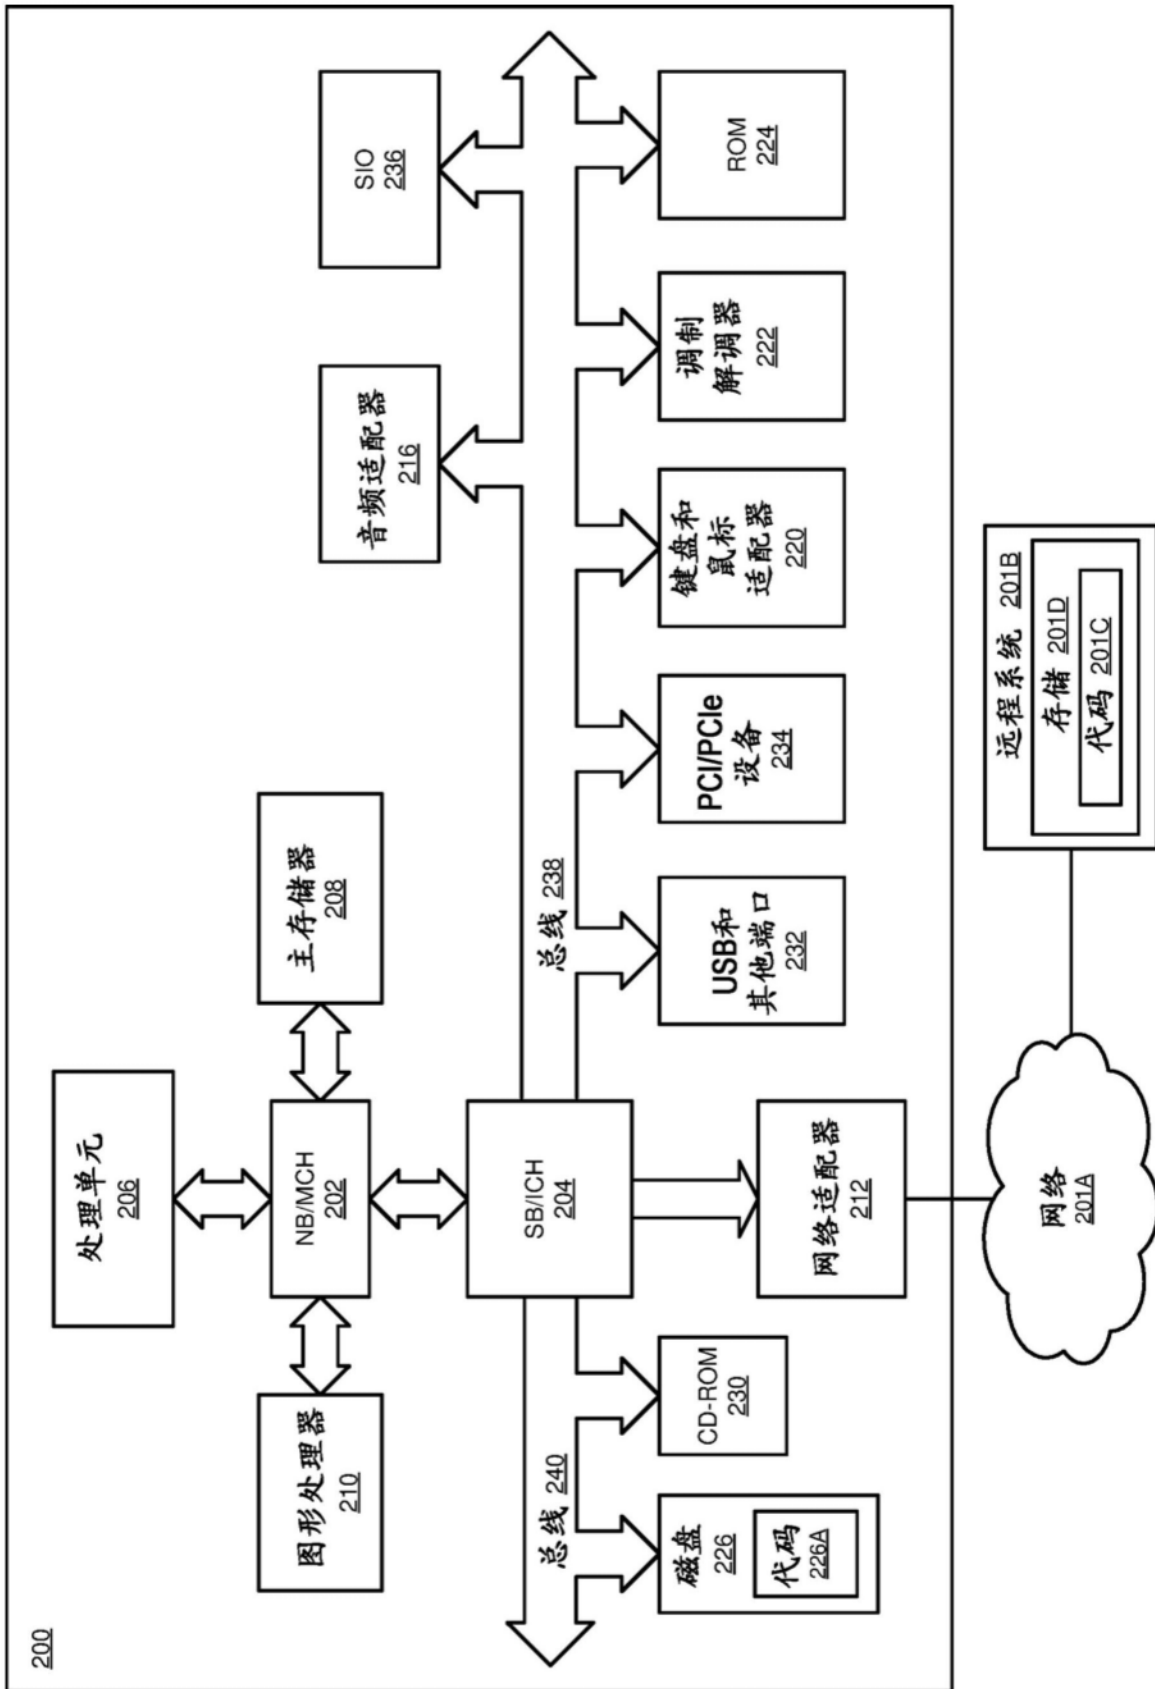 200
处理单元
206
图形处理器
210
NB/MCH
202
主存储器
208
音频适配器
216
SIO
236
SB/ICH
204
总线 240
总线 238
磁盘
226
代码
226A
CD-ROM
230
网络适配器
212
USB和
其他端口
232
PCI/PCIe
设备
234
键盘和
鼠标
适配器
220
调制
解调器
222
ROM
224
网络
201A
远程系统 201B
存储 201D
代码 201C